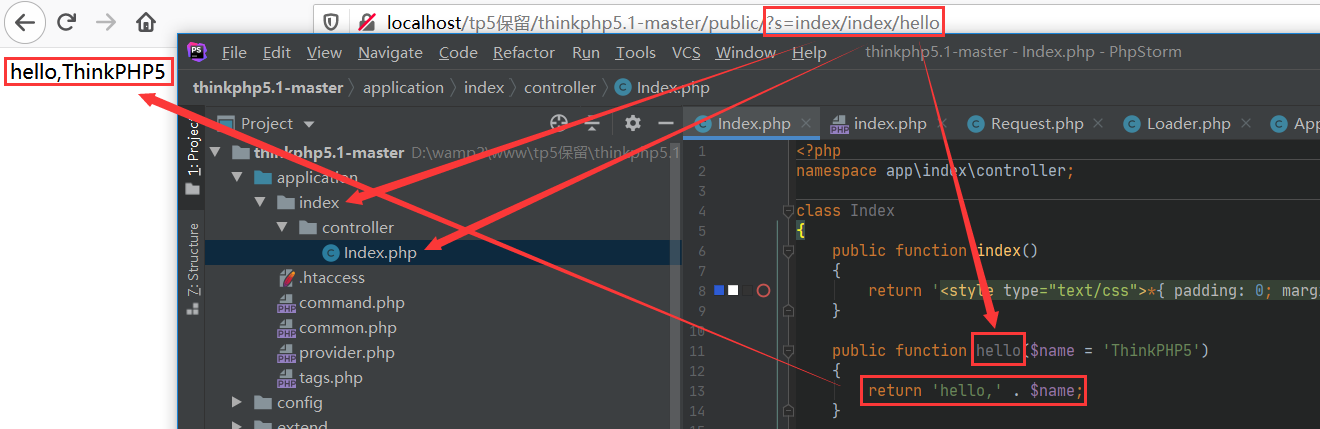 localhost/tp5保留/thinkphp5.1-master/public/?s=index/index/hello
hello,ThinkPHP5
PS File Edit View Navigate Code Refactor Run Tools VCS Window Help thinkphp5.1-master - Index.php - PhpStorm
thinkphp5.1-master application index controller Index.php
Project
Index.php index.php Request.php Loader.php App
1: Project
7: Structure
thinkphp5.1-master D:\wamp2\www\tp5保留\thinkphp5.1
application
index
controller
Index.php
.htaccess
command.php
common.php
provider.php
tags.php
config
extend
1 <?php
2 namespace app\index\controller;
3
4 class Index
5 {
6 public function index()
7 {
8 return '<style type="text/css">*{ padding: 0; margi
9 }
10
11 public function hello($name = 'ThinkPHP5')
12 {
13 return 'hello,' . $name;
14 }